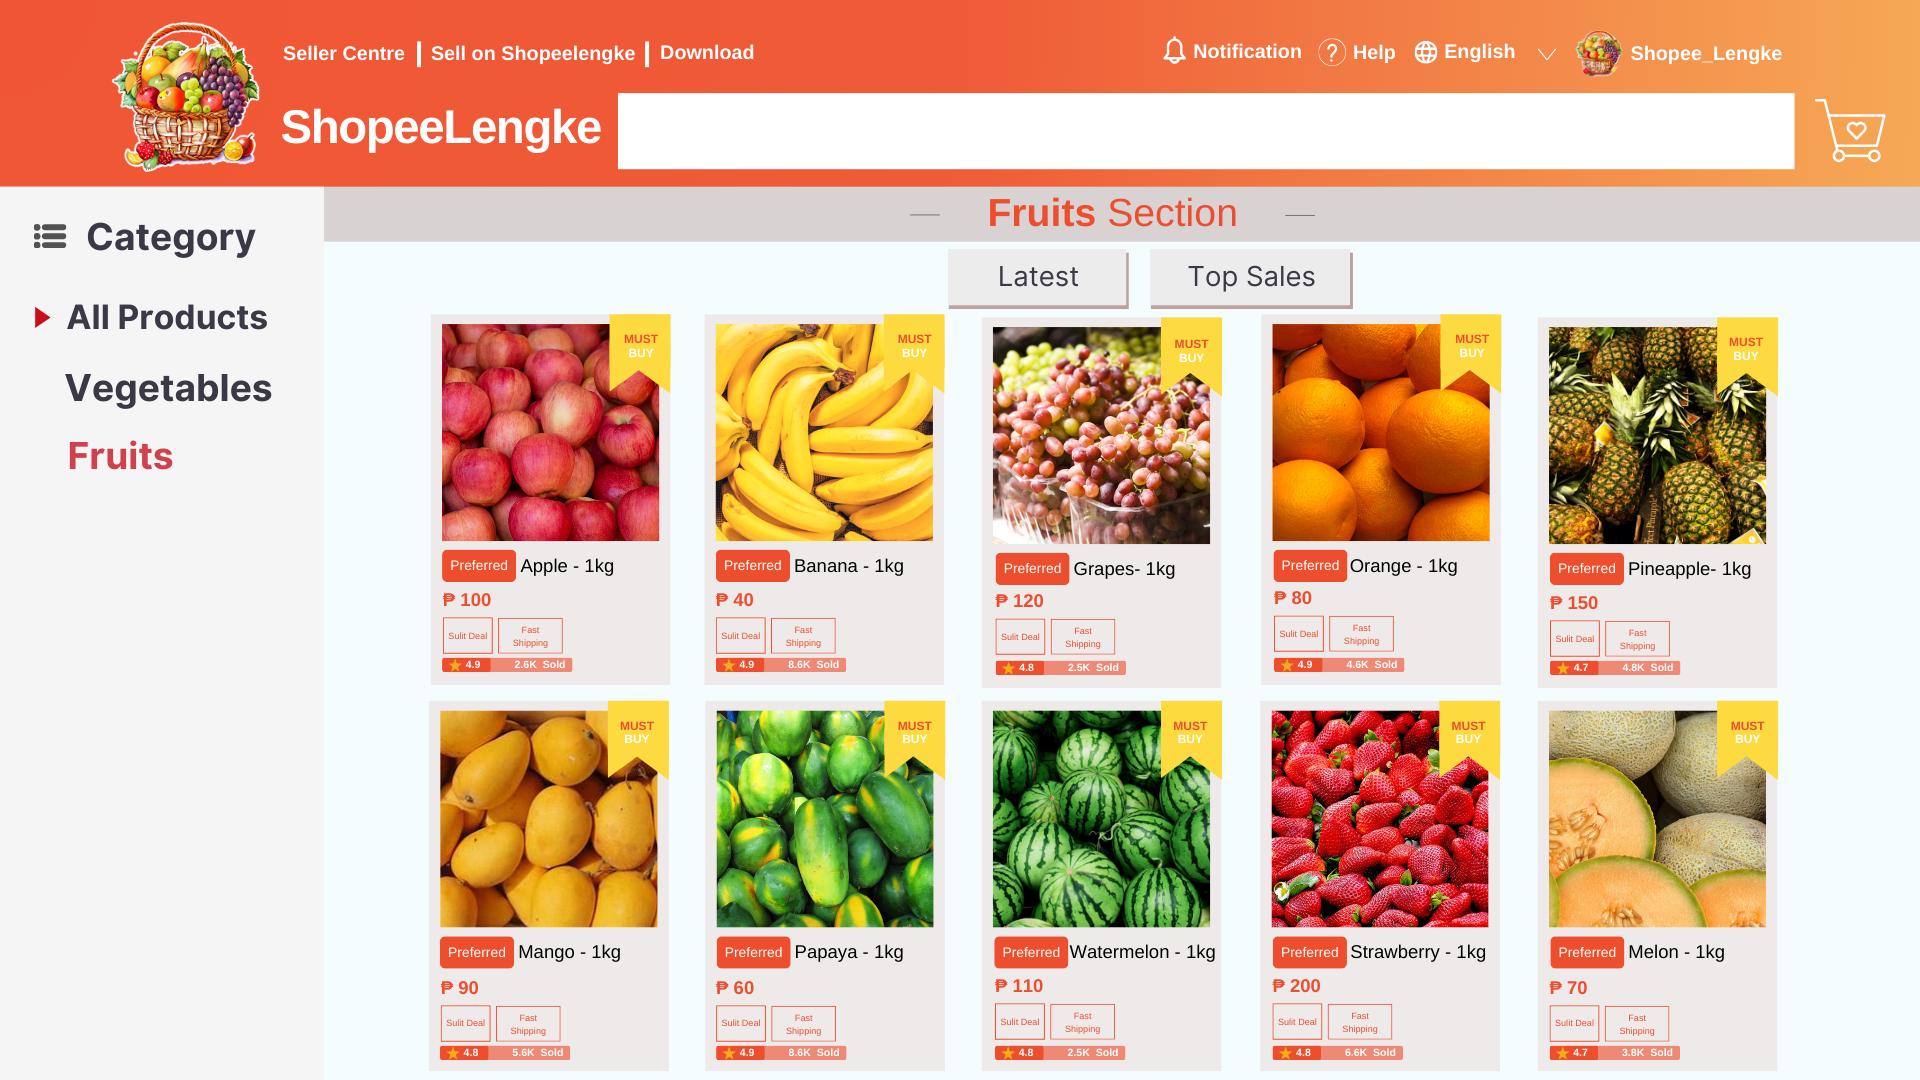 Seller Centre | Sell on Shopeelengke | Download
Notification Help English Shopee_Lengke
ShopeeLengke
Category
All Products
Vegetables
Fruits
— Fruits Section —
Latest
Top Sales
MUST
BUY
Preferred Apple - 1kg
₱ 100
Sulit Deal
Fast
Shipping
4.9 2.6K Sold
MUST
BUY
Preferred Banana - 1kg
₱ 40
Sulit Deal
Fast
Shipping
4.9 8.6K Sold
MUST
BUY
Preferred Grapes- 1kg
₱ 120
Sulit Deal
Fast
Shipping
4.8 2.5K Sold
MUST
BUY
Preferred Orange - 1kg
₱ 80
Sulit Deal
Fast
Shipping
4.9 4.6K Sold
MUST
BUY
Preferred Pineapple- 1kg
₱ 150
Sulit Deal
Fast
Shipping
4.7 4.8K Sold
MUST
BUY
Preferred Mango - 1kg
₱ 90
Sulit Deal
Fast
Shipping
4.8 5.6K Sold
MUST
BUY
Preferred Papaya - 1kg
₱ 60
Sulit Deal
Fast
Shipping
4.9 8.6K Sold
MUST
BUY
Preferred Watermelon - 1kg
₱ 110
Sulit Deal
Fast
Shipping
4.8 2.5K Sold
MUST
BUY
Preferred Strawberry - 1kg
₱ 200
Sulit Deal
Fast
Shipping
4.8 6.6K Sold
MUST
BUY
Preferred Melon - 1kg
₱ 70
Sulit Deal
Fast
Shipping
4.7 3.8K Sold